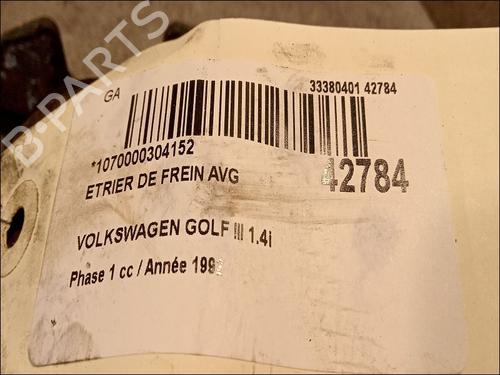 B-PARTS
GA
33380401 42784
*1070000304152
42784
ETRIER DE FREIN AVG
VOLKSWAGEN GOLF III 1.4i
Phase 1 cc / Année